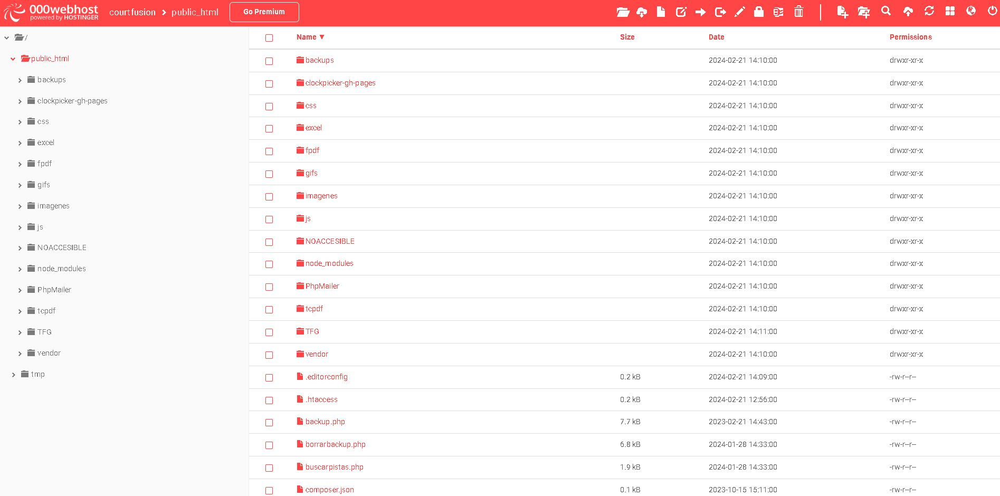 000webhost
powered by HOSTINGER
courtfusion > public_html
Go Premium
/
public_html
backups
clockpicker-gh-pages
css
excel
fpdf
gifs
imagenes
js
NOACCESIBLE
node_modules
PhpMailer
tcpdf
TFG
vendor
tmp
Name ▼ Size Date Permissions
backups 2024-02-21 14:10:00 drwxr-xr-x
clockpicker-gh-pages 2024-02-21 14:10:00 drwxr-xr-x
css 2024-02-21 14:10:00 drwxr-xr-x
excel 2024-02-21 14:10:00 drwxr-xr-x
fpdf 2024-02-21 14:10:00 drwxr-xr-x
gifs 2024-02-21 14:10:00 drwxr-xr-x
imagenes 2024-02-21 14:10:00 drwxr-xr-x
js 2024-02-21 14:10:00 drwxr-xr-x
NOACCESIBLE 2024-02-21 14:10:00 drwxr-xr-x
node_modules 2024-02-21 14:10:00 drwxr-xr-x
PhpMailer 2024-02-21 14:10:00 drwxr-xr-x
tcpdf 2024-02-21 14:10:00 drwxr-xr-x
TFG 2024-02-21 14:11:00 drwxr-xr-x
vendor 2024-02-21 14:10:00 drwxr-xr-x
.editorconfig 0.2 kB 2024-02-21 14:09:00 -rw-r--r--
.htaccess 0.2 kB 2024-02-21 12:56:00 -rw-r--r--
backup.php 7.7 kB 2023-02-21 14:43:00 -rw-r--r--
borrarbackup.php 6.8 kB 2024-01-28 14:33:00 -rw-r--r--
buscarpistas.php 1.9 kB 2024-01-28 14:33:00 -rw-r--r--
composer.json 0.1 kB 2023-10-15 15:11:00 -rw-r--r--